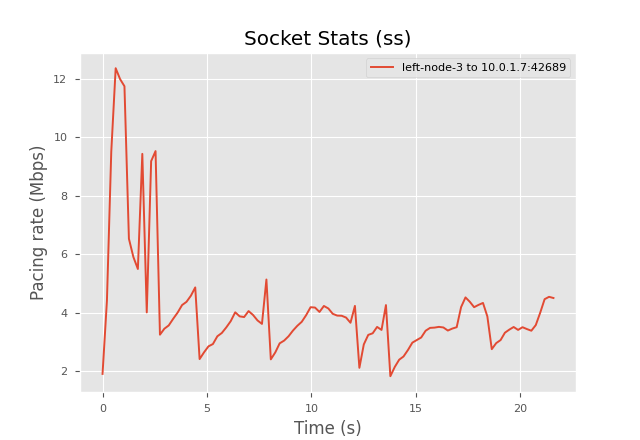 Socket Stats (ss)
left-node-3 to 10.0.1.7:42689
Pacing rate (Mbps)
12
10
8
6
4
2
0
5
10
15
20
Time (s)